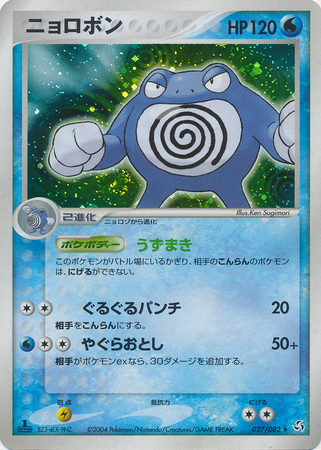 ニョロボン HP120
Illus.Ken Sugimori
2進化 ニョロゾから進化
ポケボディー うずまき
このポケモンがバトル場にいるかぎり、相手のこんらんのポケモン
は、にげるができない。
ぐるぐるパンチ 20
相手をこんらんにする。
やぐらおとし 50+
相手がポケモンexなら、30ダメージを追加する。
弱点 抵抗力 にげる
1
EDITION
BZ3-4EX-9NZ ©2004 Pokémon/Nintendo/Creatures/GAME FREAK 027/082 ★